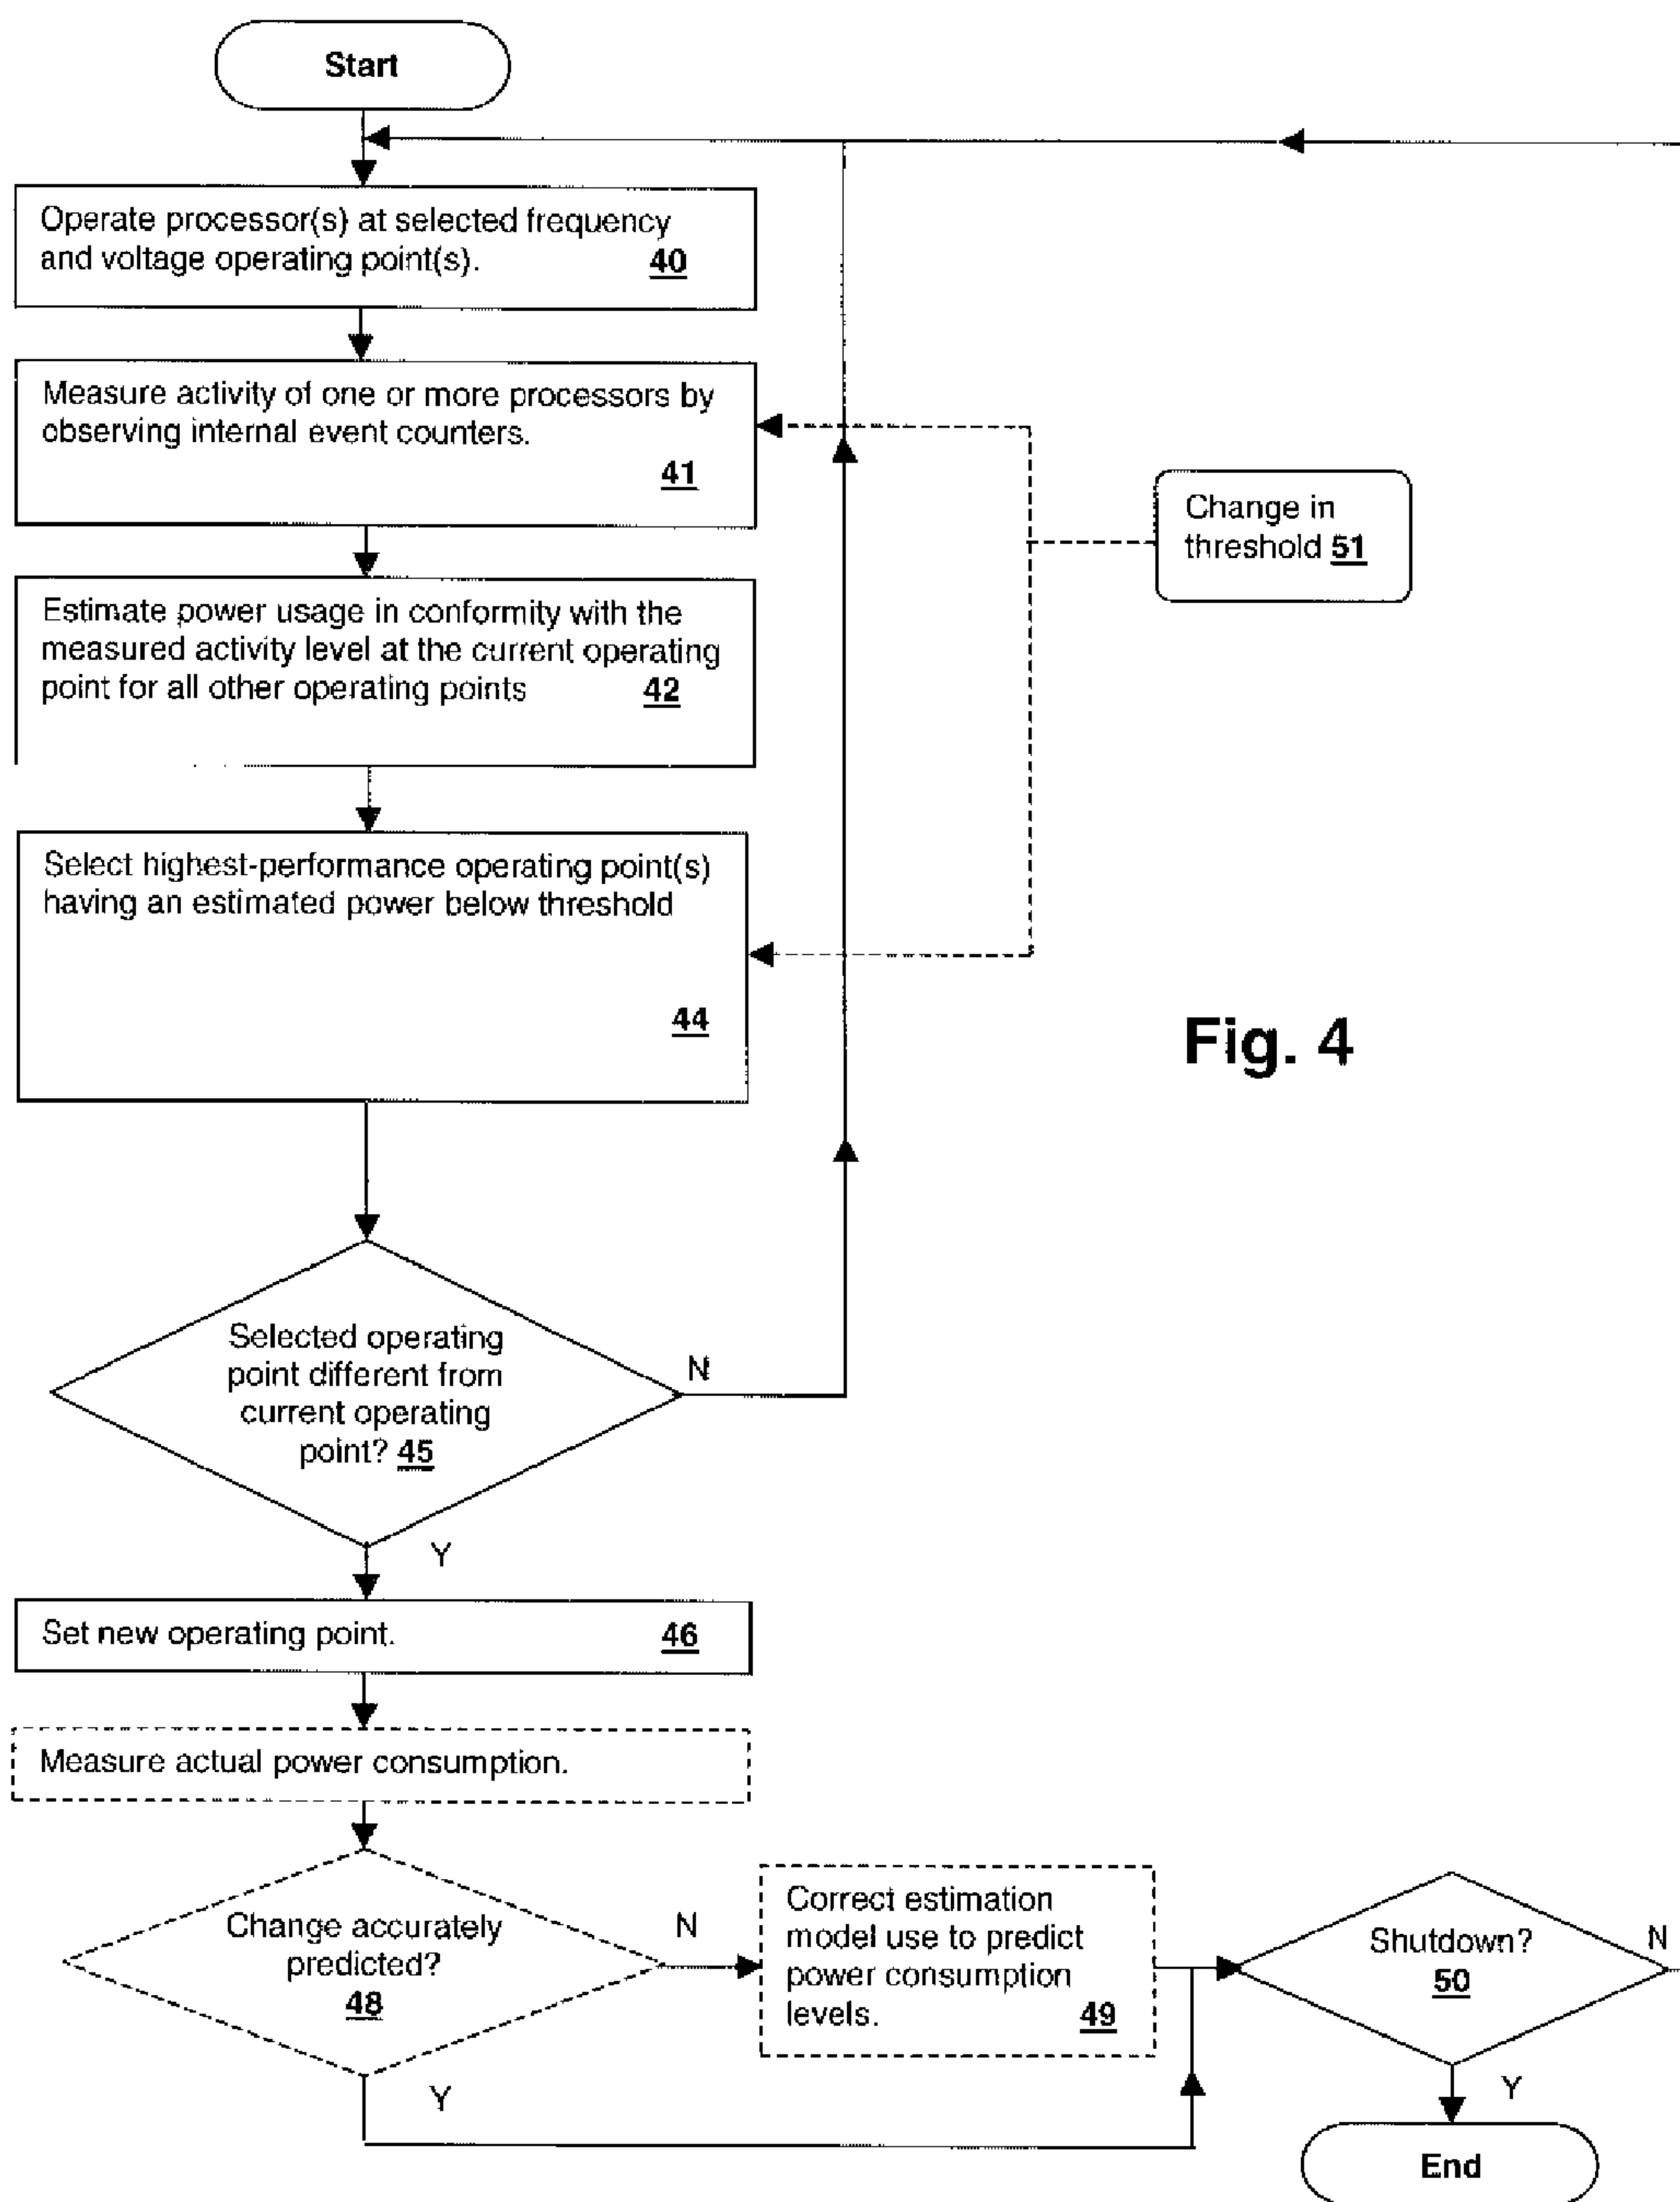 Start
Operate processor(s) at selected frequency
and voltage operating point(s). 40
Measure activity of one or more processors by
observing internal event counters.
41
Change in
threshold 51
Estimate power usage in conformity with the
measured activity level at the current operating
point for all other operating points 42
Select highest-performance operating point(s)
having an estimated power below threshold
44
Fig. 4
Selected operating
point different from
current operating
point? 45
N
Y
Set new operating point. 46
Measure actual power consumption.
Change accurately
predicted?
48
N
Y
Correct estimation
model use to predict
power consumption
levels. 49
Shutdown?
50
N
Y
End